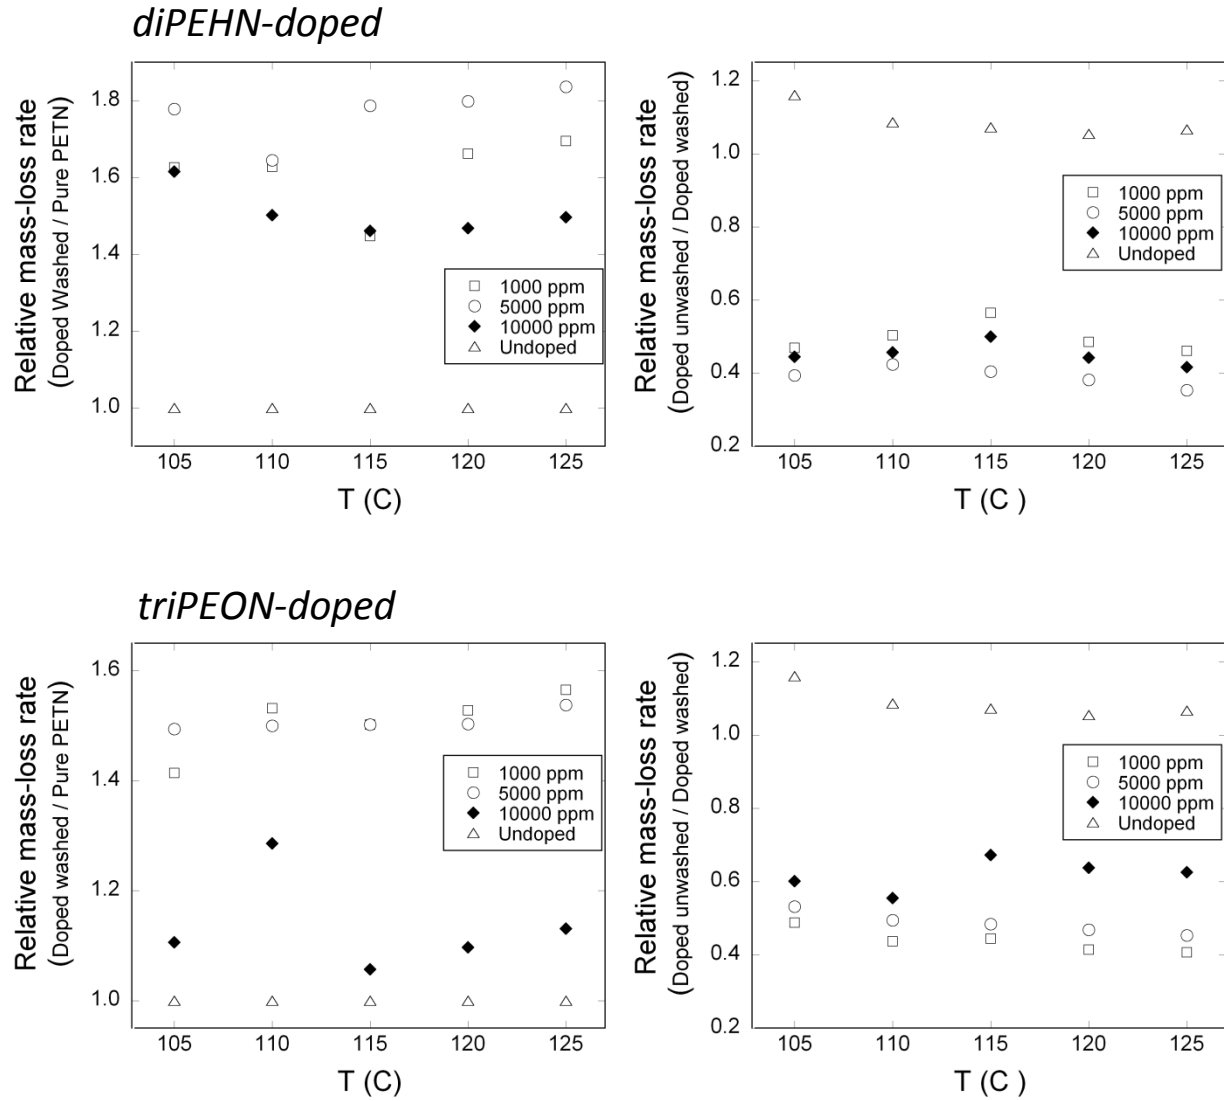 diPEHN-doped
Relative mass-loss rate
(Doped Washed / Pure PETN)
1.8
1.6
1.4
1.2
1.0
1000 ppm
5000 ppm
10000 ppm
Undoped
105 110 115 120 125
T (C)
Relative mass-loss rate
(Doped unwashed / Doped washed)
1.2
1.0
0.8
0.6
0.4
0.2
1000 ppm
5000 ppm
10000 ppm
Undoped
105 110 115 120 125
T (C )
triPEON-doped
Relative mass-loss rate
(Doped washed / Pure PETN)
1.6
1.4
1.2
1.0
1000 ppm
5000 ppm
10000 ppm
Undoped
105 110 115 120 125
T (C)
Relative mass-loss rate
(Doped unwashed / Doped washed)
1.2
1.0
0.8
0.6
0.4
0.2
1000 ppm
5000 ppm
10000 ppm
Undoped
105 110 115 120 125
T (C )